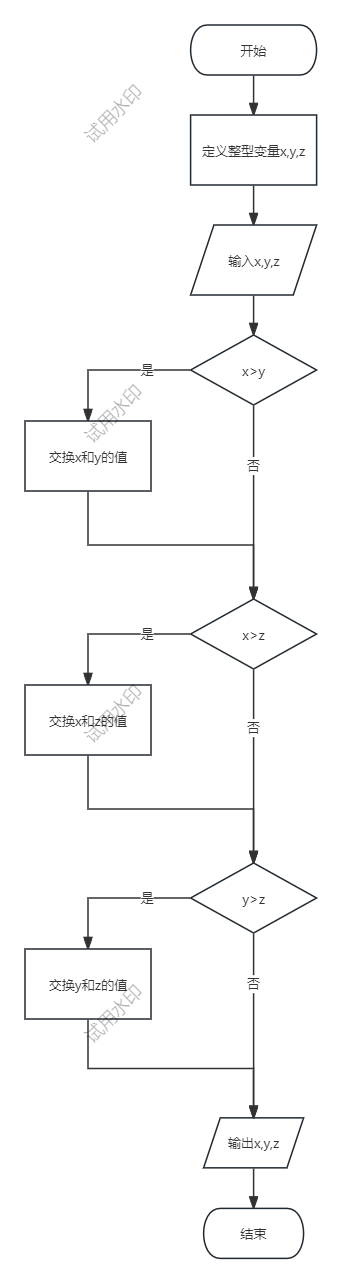 开始
试用水印
定义整型变量x,y,z
输入x,y,z
x>y
是
试用水印
交换x和y的值
否
x>z
是
试用水印
交换x和z的值
否
y>z
是
交换y和z的值
否
试用水印
输出x,y,z
结束